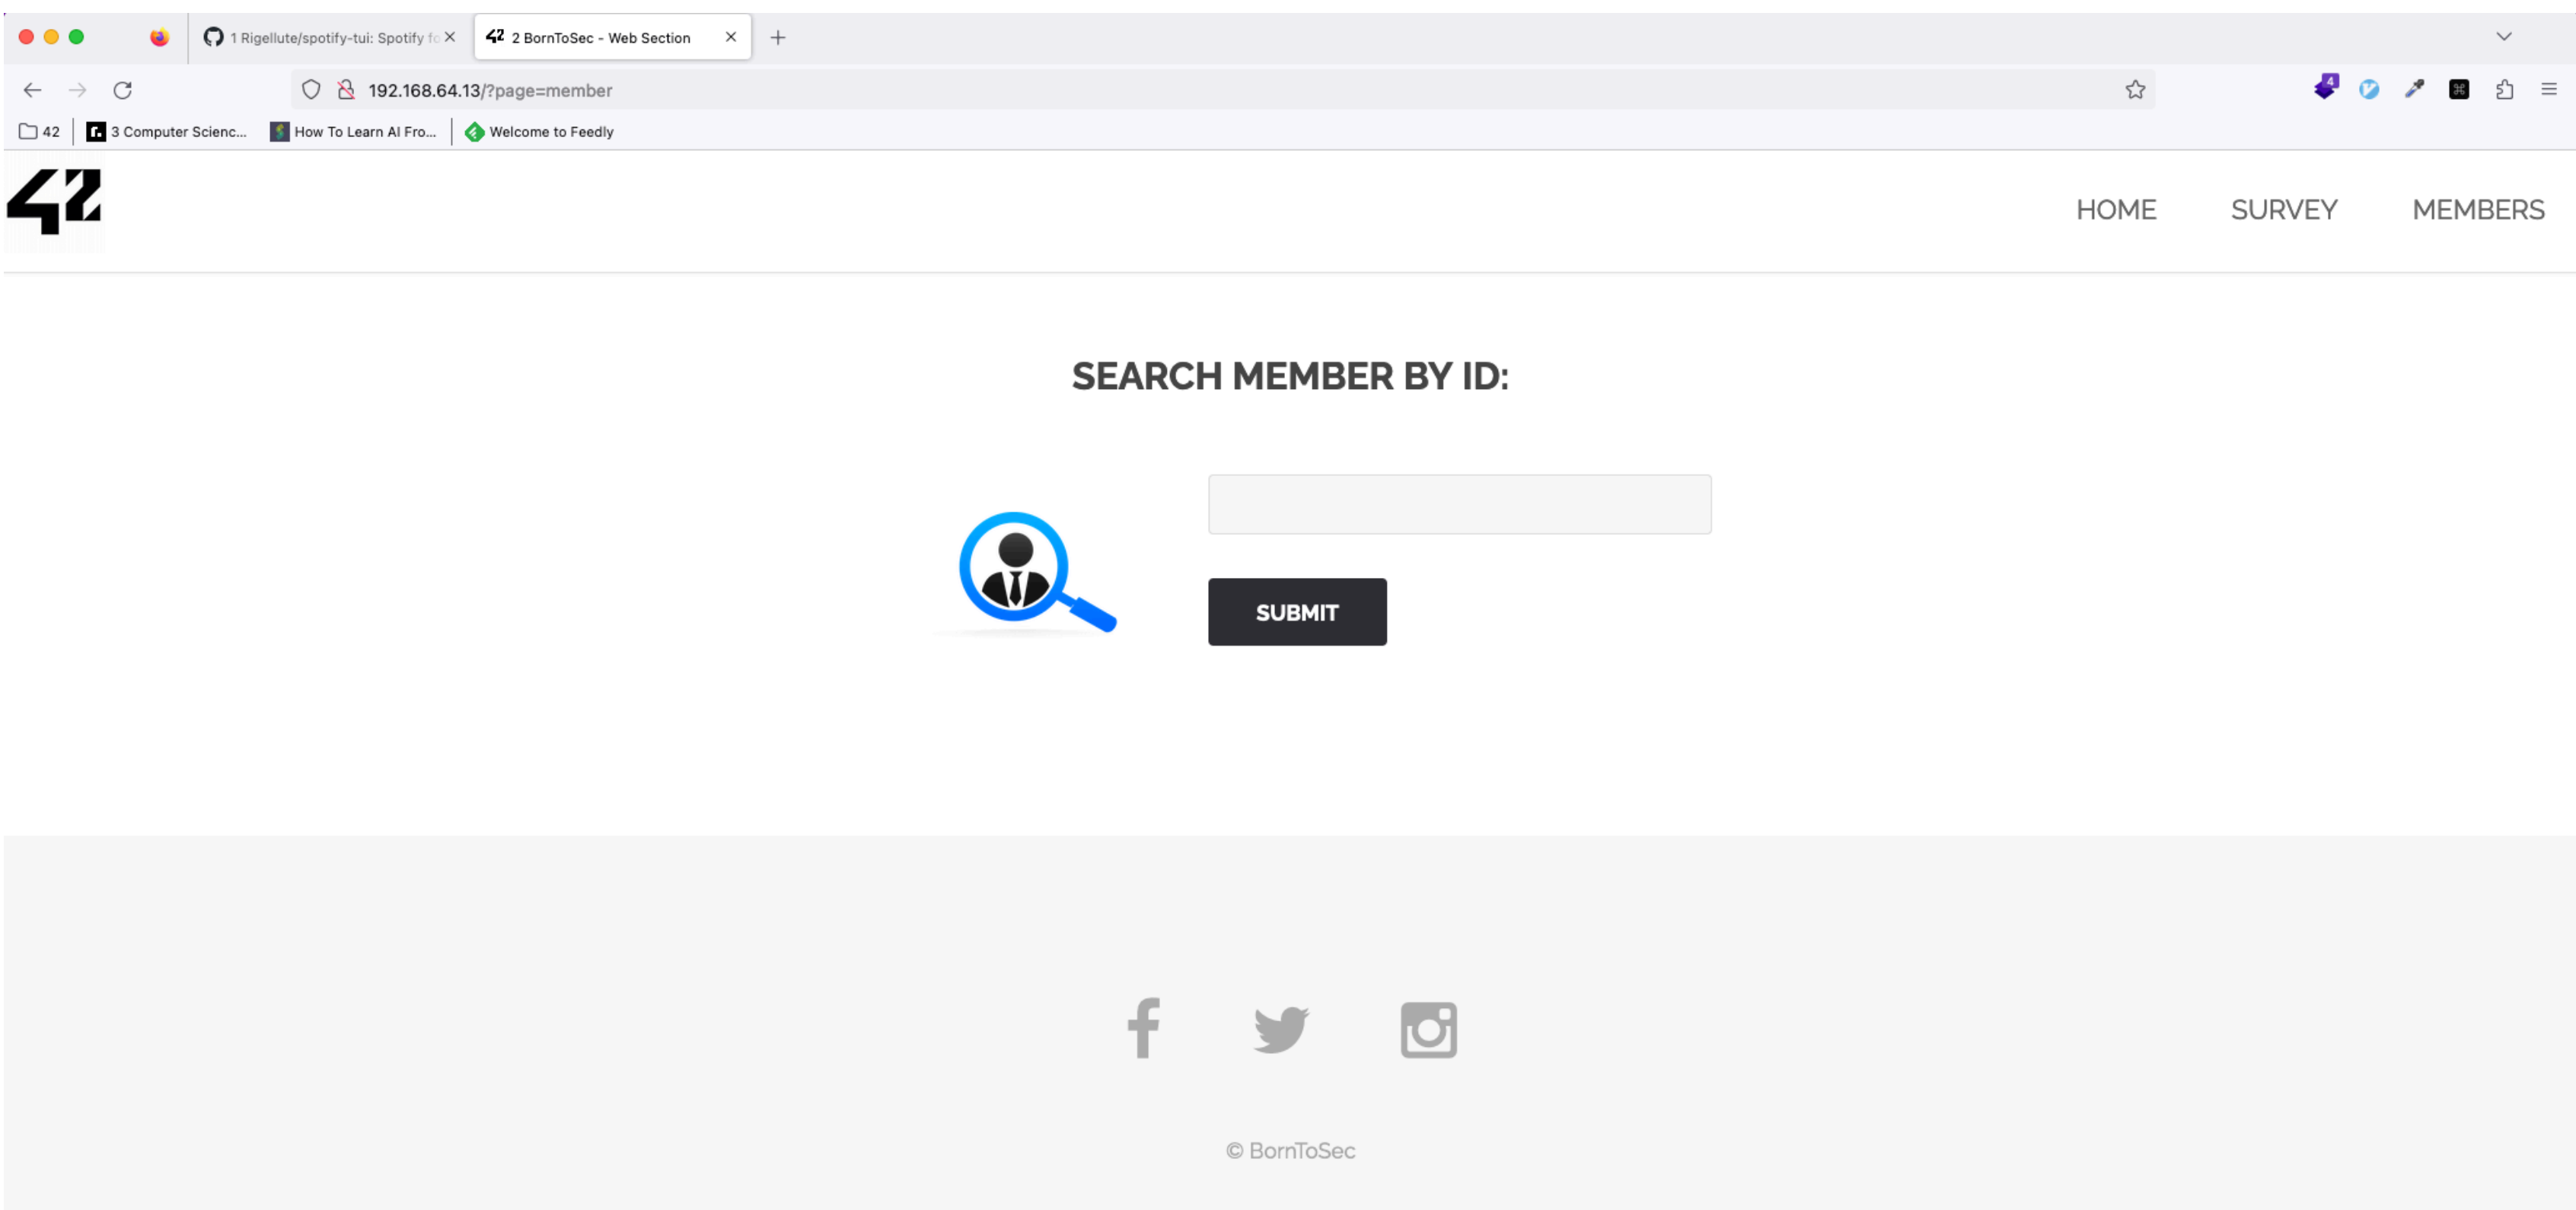 1 Rigellute/spotify-tui: Spotify fo
42 2 BornToSec - Web Section
192.168.64.13/?page=member
4
42
3 Computer Scienc...
How To Learn AI Fro...
Welcome to Feedly
42
HOME SURVEY MEMBERS
SEARCH MEMBER BY ID:
SUBMIT
© BornToSec